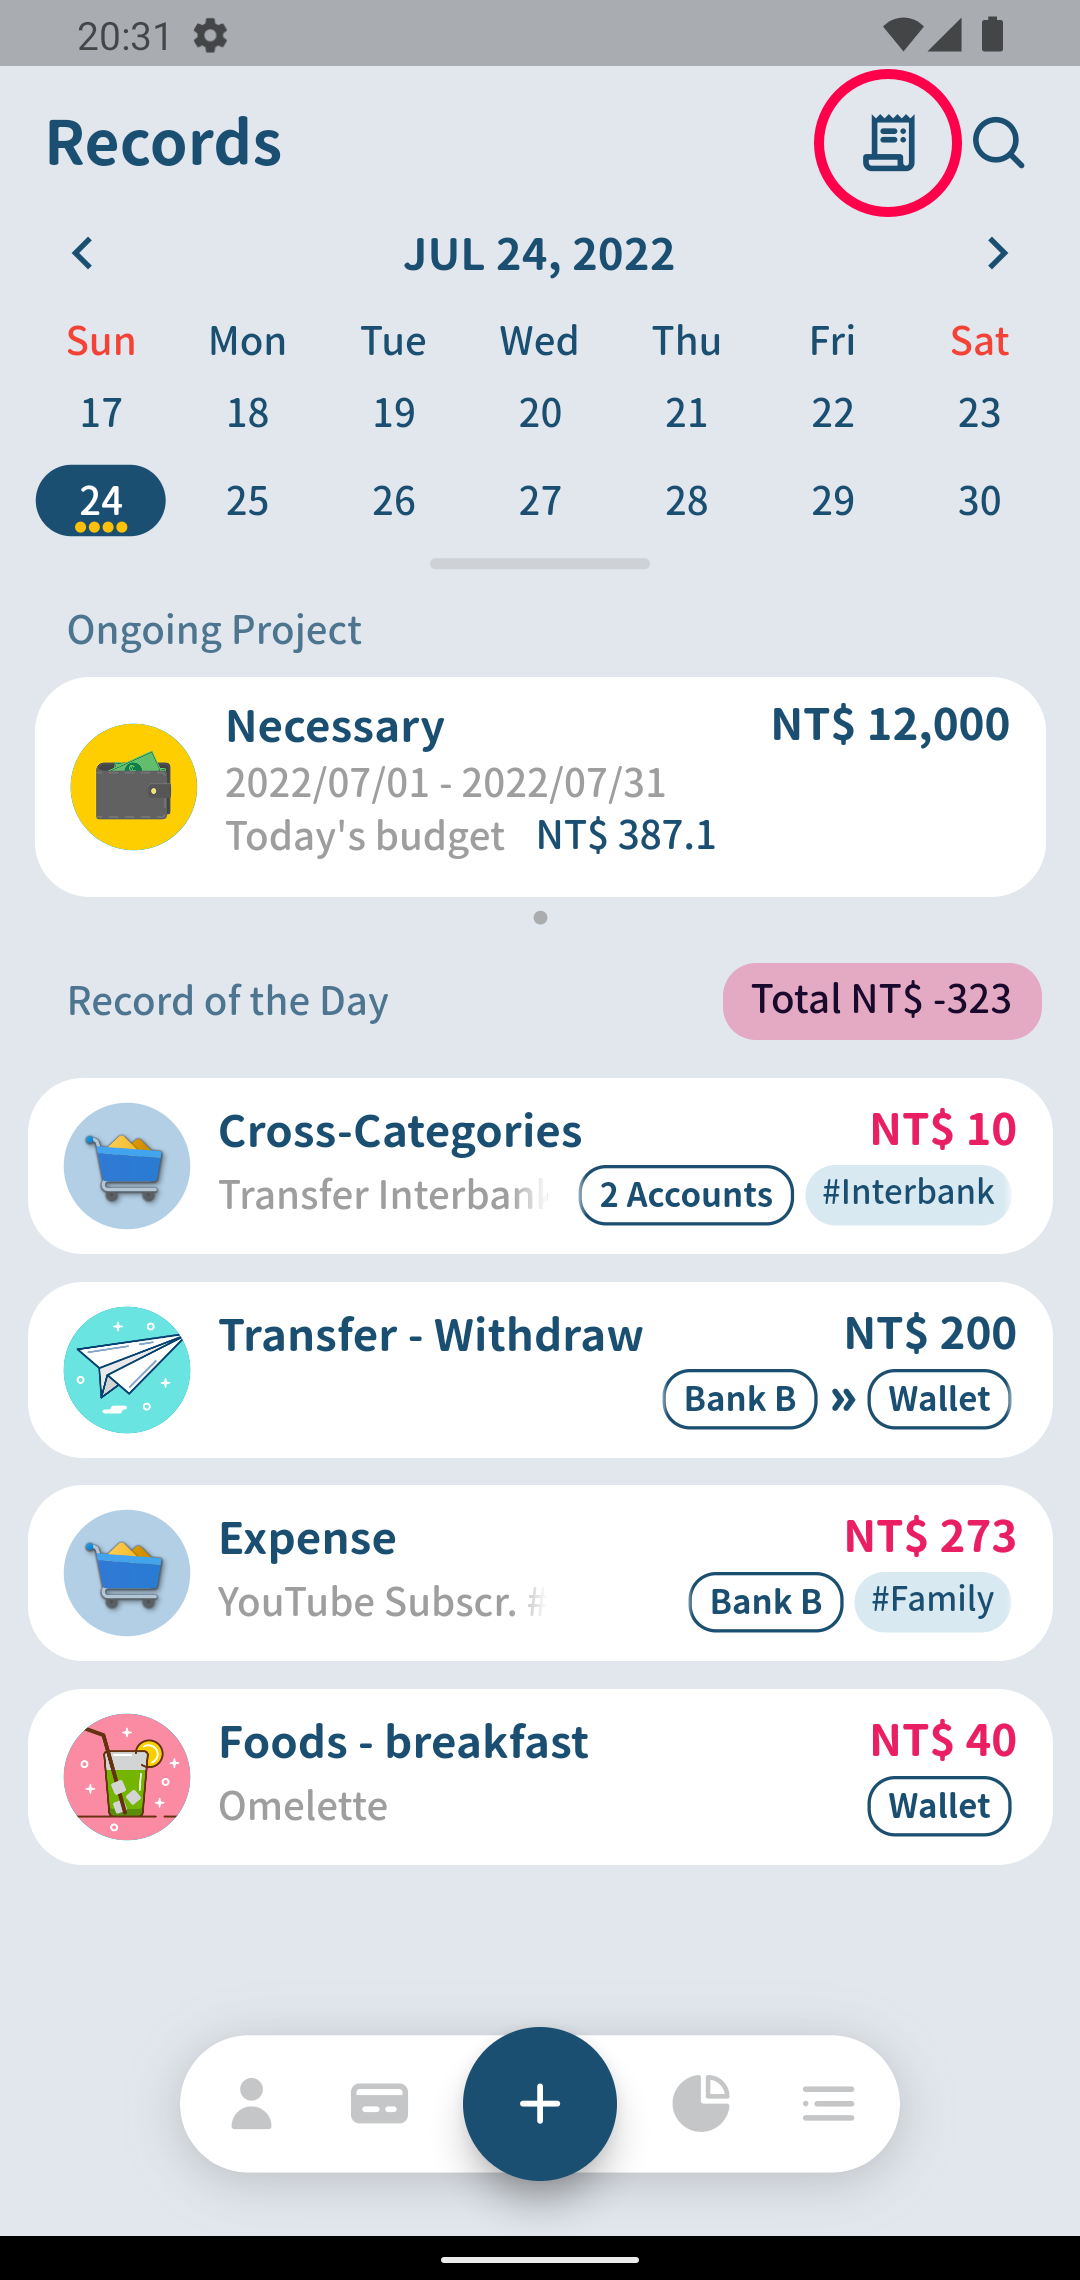 20:31
Records
JUL 24, 2022
Sun Mon Tue Wed Thu Fri Sat
17 18 19 20 21 22 23
24 25 26 27 28 29 30
Ongoing Project
Necessary NT$ 12,000
2022/07/01 - 2022/07/31
Today's budget NT$ 387.1
Record of the Day Total NT$ -323
Cross-Categories NT$ 10
Transfer Interbank 2 Accounts #Interbank
Transfer - Withdraw NT$ 200
Bank B » Wallet
Expense NT$ 273
YouTube Subscr. # Bank B #Family
Foods - breakfast NT$ 40
Omelette Wallet